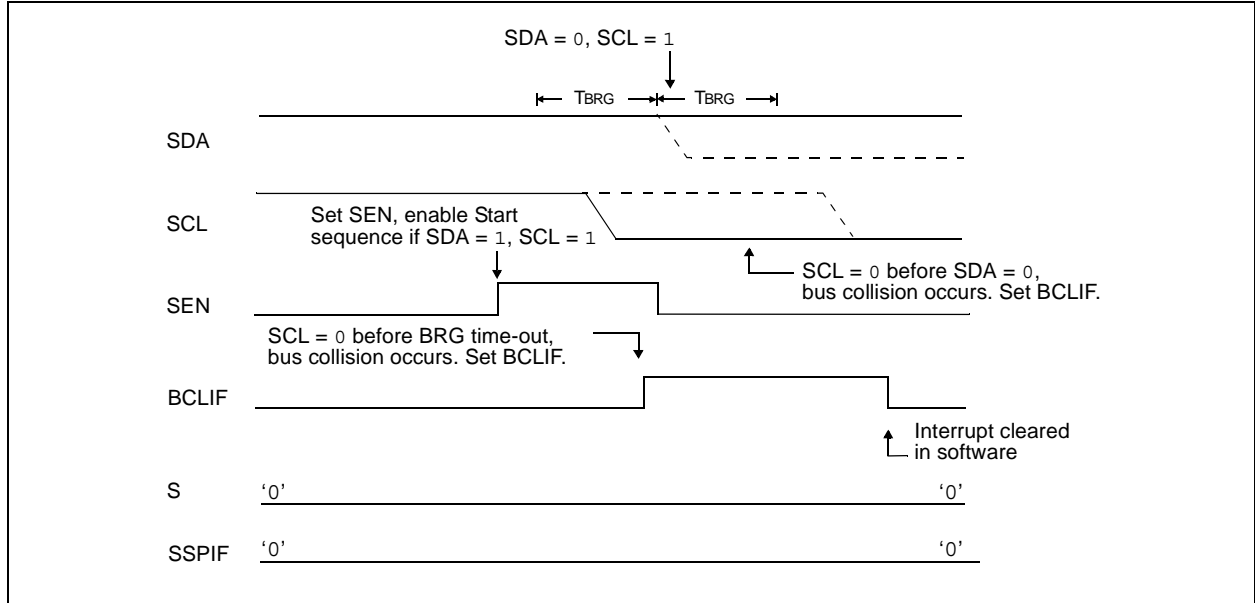 SDA = 0, SCL = 1
TBRG TBRG
SDA
SCL
Set SEN, enable Start
sequence if SDA = 1, SCL = 1
SCL = 0 before SDA = 0,
bus collision occurs. Set BCLIF.
SEN
SCL = 0 before BRG time-out,
bus collision occurs. Set BCLIF.
BCLIF
Interrupt cleared
in software
S ‘0’ ‘0’
SSPIF ‘0’ ‘0’